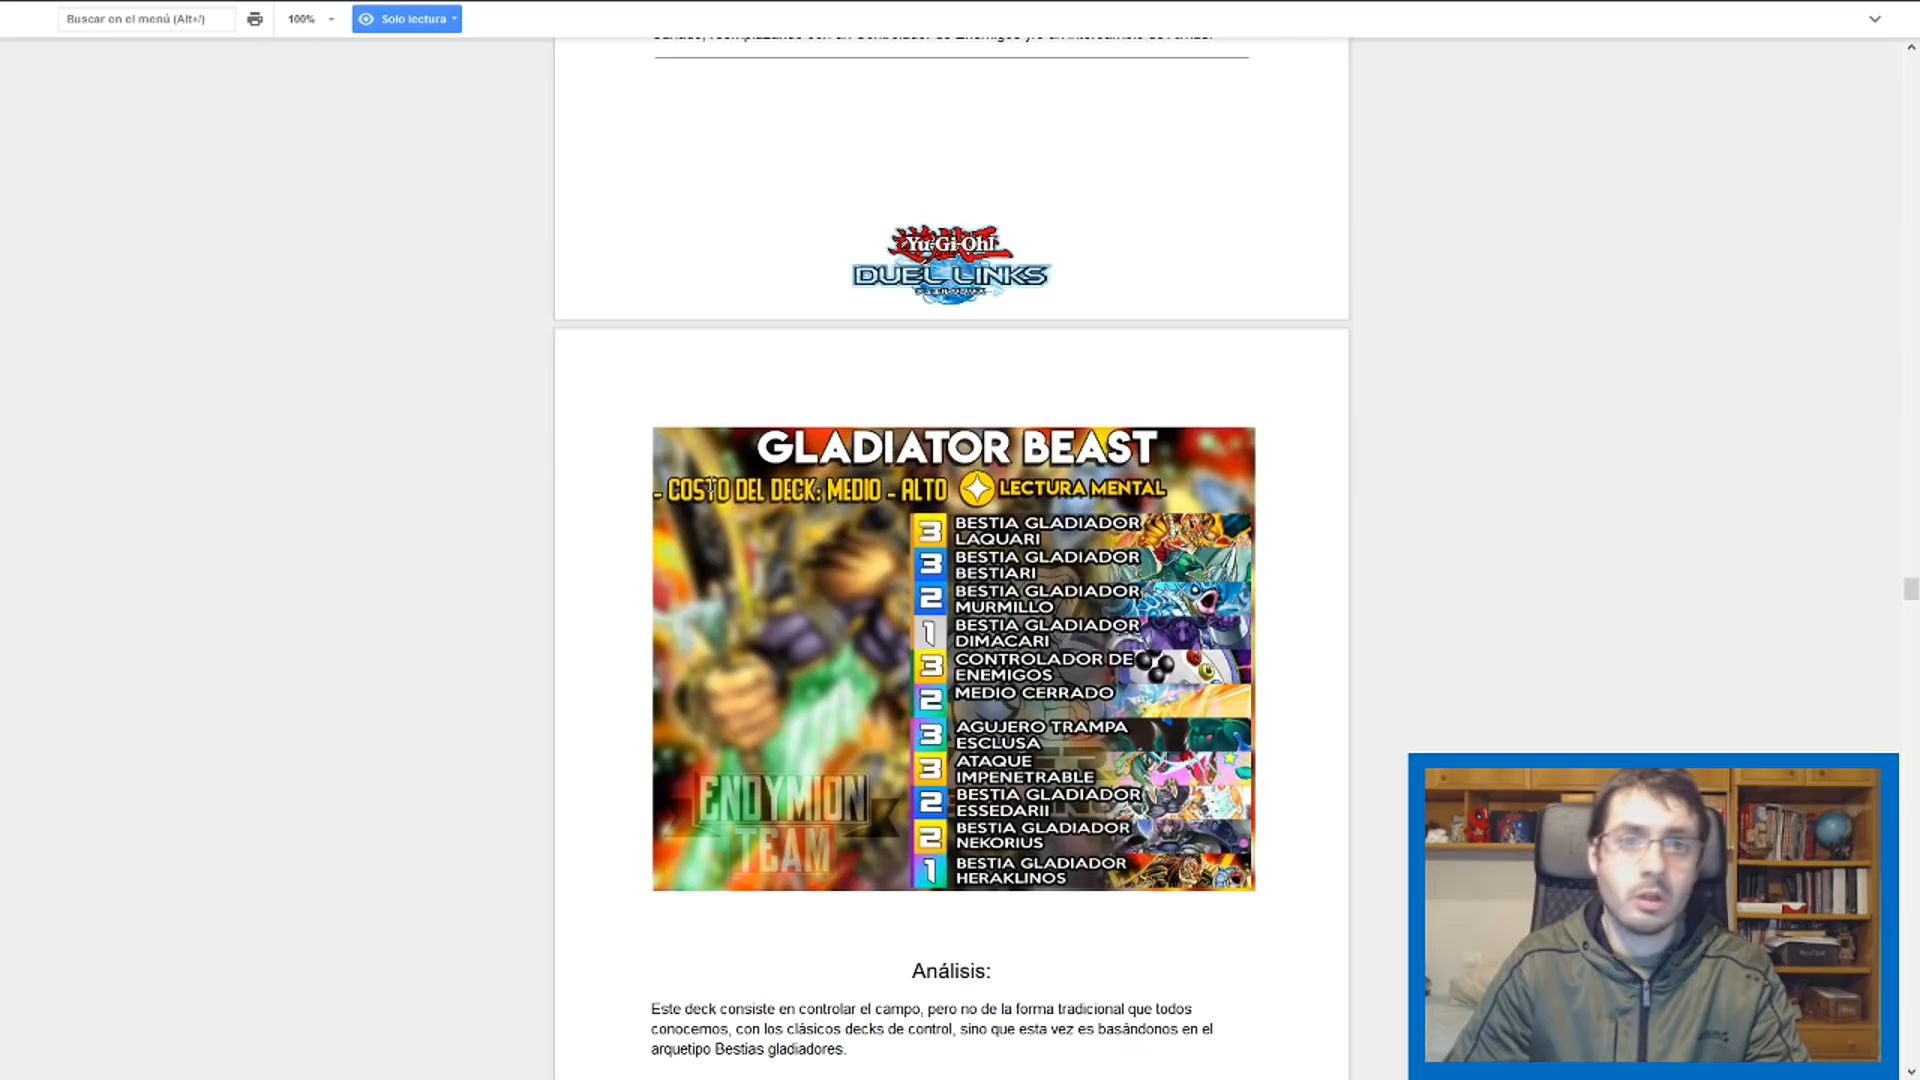 Buscar en el menú (Alt+/)
100%
Solo lectura
Yu-Gi-Oh!
DUEL LINKS
GLADIATOR BEAST
- COSTO DEL DECK: MEDIO - ALTO
LECTURA MENTAL
3 BESTIA GLADIADOR
LAQUARI
3 BESTIA GLADIADOR
BESTIARI
2 BESTIA GLADIADOR
MURMILLO
1 BESTIA GLADIADOR
DIMACARI
3 CONTROLADOR DE
ENEMIGOS
2 MEDIO CERRADO
3 AGUJERO TRAMPA
ESCLUSA
3 ATAQUE
IMPENETRABLE
2 BESTIA GLADIADOR
ESSEDARII
2 BESTIA GLADIADOR
NEKORIUS
1 BESTIA GLADIADOR
HERAKLINOS
ENDYMION
TEAM
Análisis:
Este deck consiste en controlar el campo, pero no de la forma tradicional que todos
conocemos, con los clásicos decks de control, sino que esta vez es basándonos en el
arquetipo Bestias gladiadores.